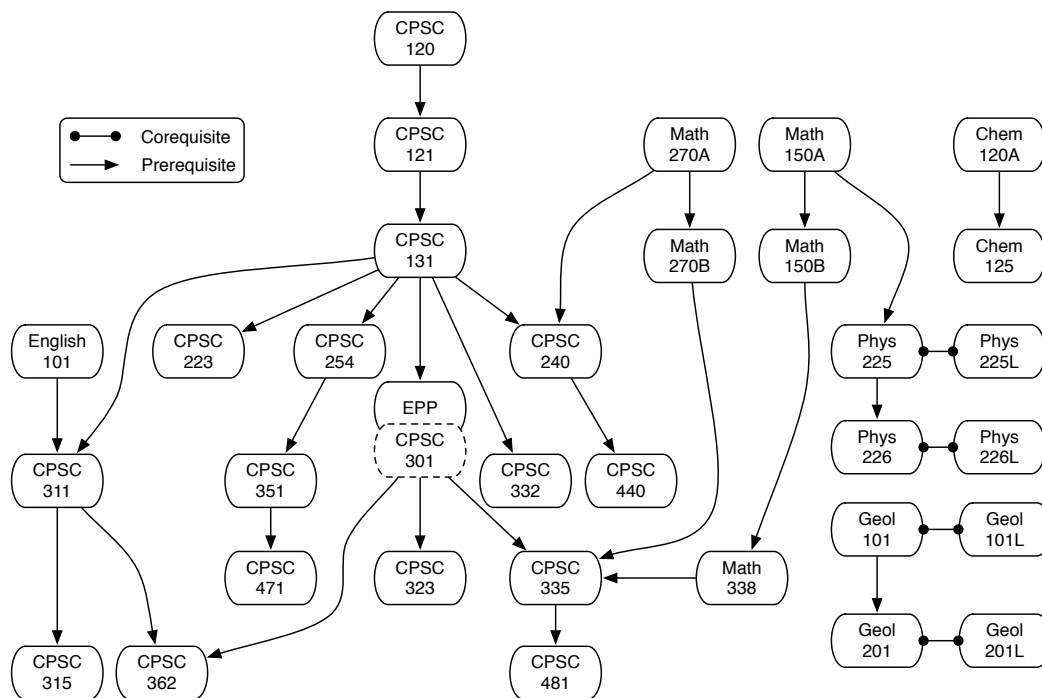 CPSC
120
Corequisite
Prerequisite
CPSC
121
Math
270A
Math
150A
Chem
120A
CPSC
131
Math
270B
Math
150B
Chem
125
English
101
CPSC
223
CPSC
254
CPSC
240
Phys
225
Phys
225L
EPP
CPSC
301
CPSC
311
CPSC
351
CPSC
332
CPSC
440
Phys
226
Phys
226L
Geol
101
Geol
101L
CPSC
471
CPSC
323
CPSC
335
Math
338
CPSC
315
CPSC
362
CPSC
481
Geol
201
Geol
201L